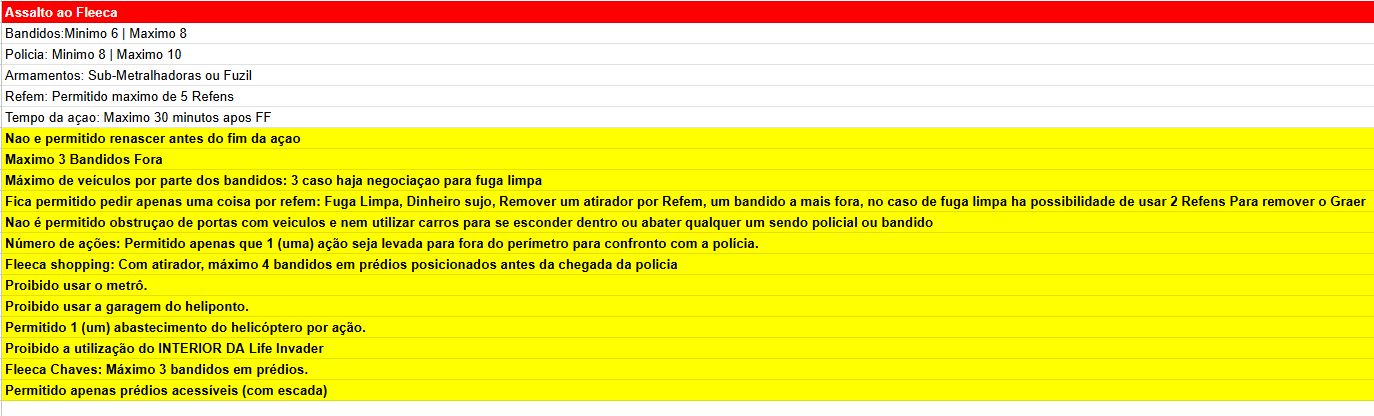 Assalto ao Fleeca
Bandidos:Minimo 6 | Maximo 8
Policia: Minimo 8 | Maximo 10
Armamentos: Sub-Metralhadoras ou Fuzil
Refem: Permitido maximo de 5 Refens
Tempo da açao: Maximo 30 minutos apos FF
Nao e permitido renascer antes do fim da açao
Maximo 3 Bandidos Fora
Máximo de veículos por parte dos bandidos: 3 caso haja negociaçao para fuga limpa
Fica permitido pedir apenas uma coisa por refem: Fuga Limpa, Dinheiro sujo, Remover um atirador por Refem, um bandido a mais fora, no caso de fuga limpa ha possibilidade de usar 2 Refens Para remover o Graer
Nao é permitido obstruçao de portas com veiculos e nem utilizar carros para se esconder dentro ou abater qualquer um sendo policial ou bandido
Número de ações: Permitido apenas que 1 (uma) ação seja levada para fora do perímetro para confronto com a polícia.
Fleeca shopping: Com atirador, máximo 4 bandidos em prédios posicionados antes da chegada da policia
Proibido usar o metrô.
Proibido usar a garagem do heliponto.
Permitido 1 (um) abastecimento do helicóptero por ação.
Proibido a utilização do INTERIOR DA Life Invader
Fleeca Chaves: Máximo 3 bandidos em prédios.
Permitido apenas prédios acessíveis (com escada)